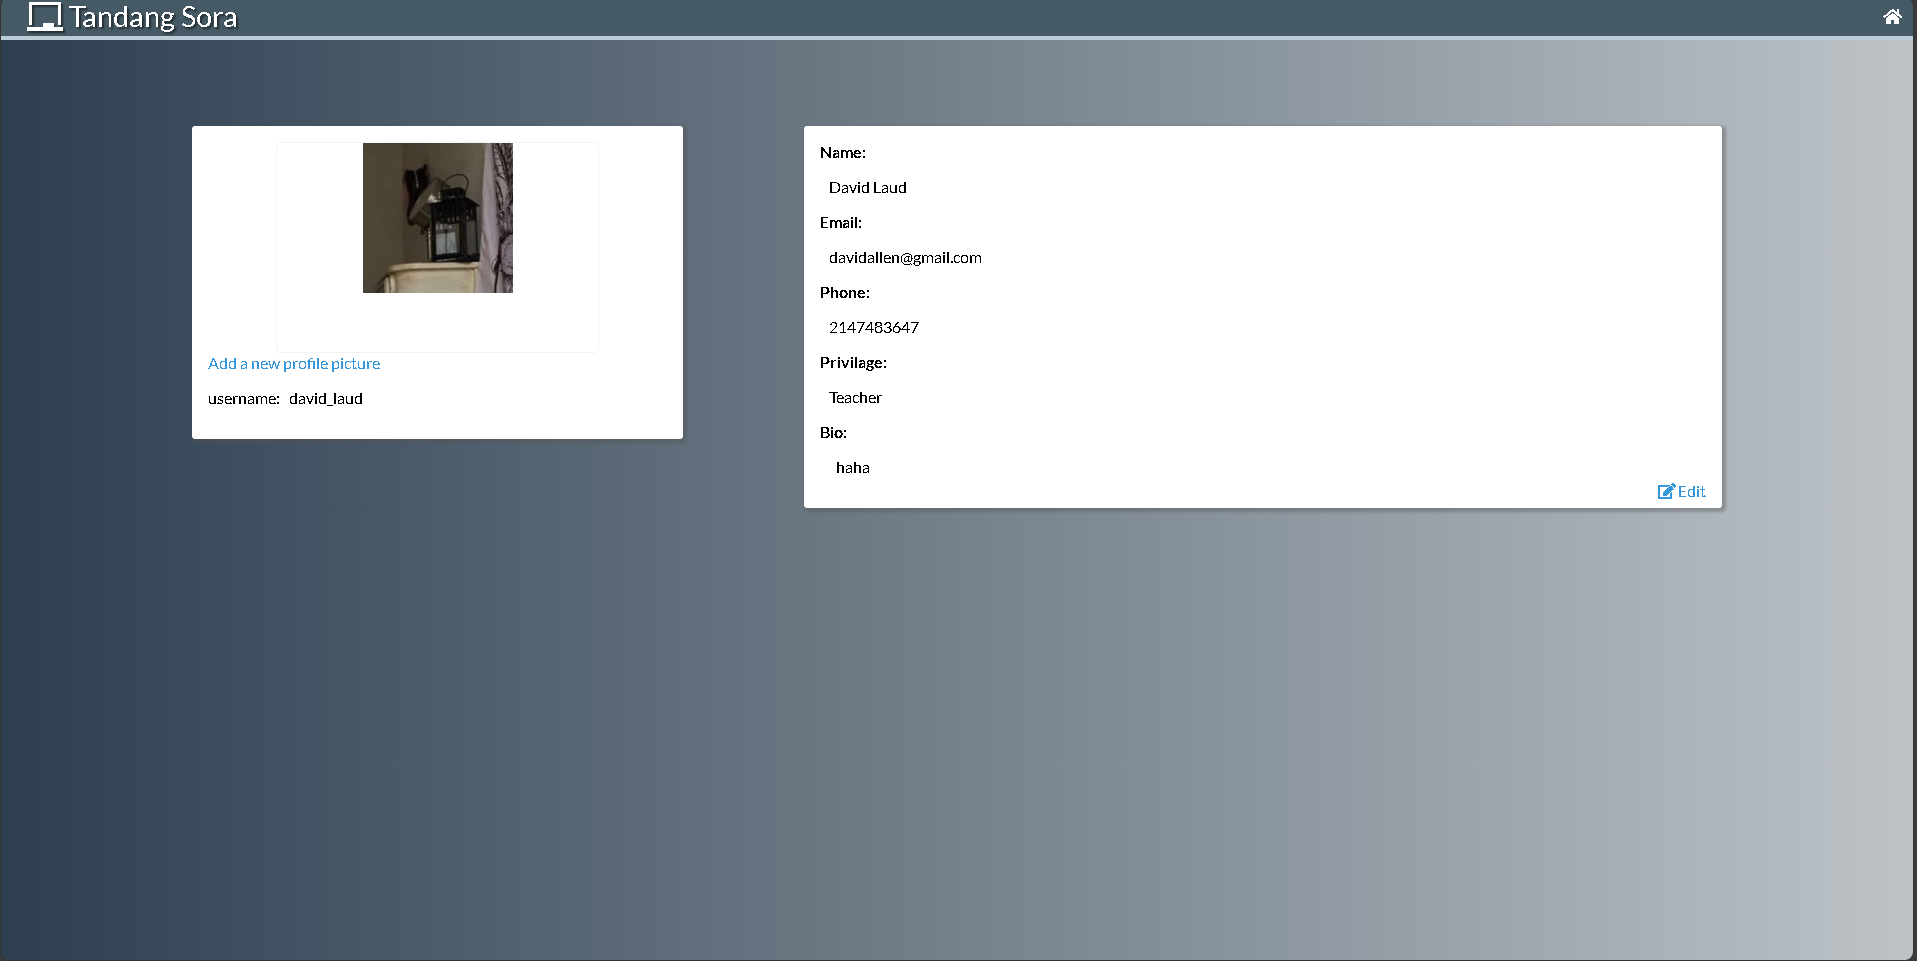 Tandang Sora
Add a new profile picture
username: david_laud
Name:
David Laud
Email:
davidallen@gmail.com
Phone:
2147483647
Privilage:
Teacher
Bio:
haha
Edit